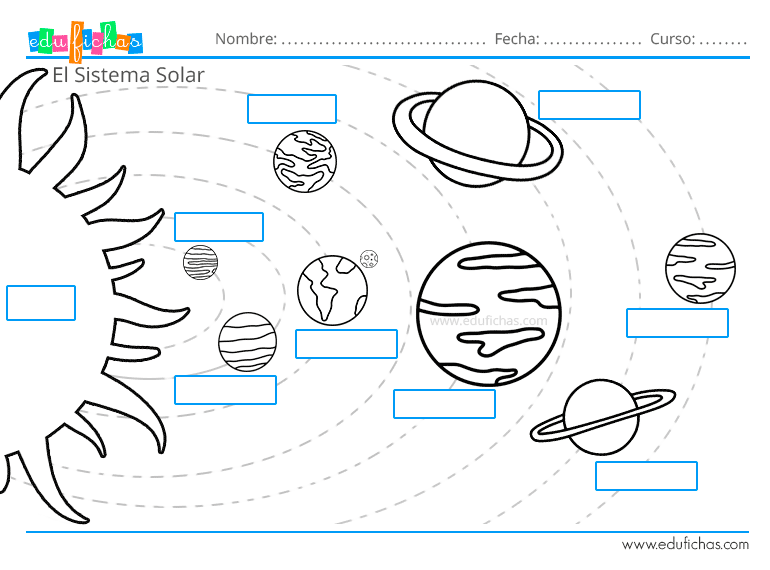 edufichas
Nombre: ............................... Fecha: ................ Curso: ........
El Sistema Solar
www.edufichas.com
www.edufichas.com